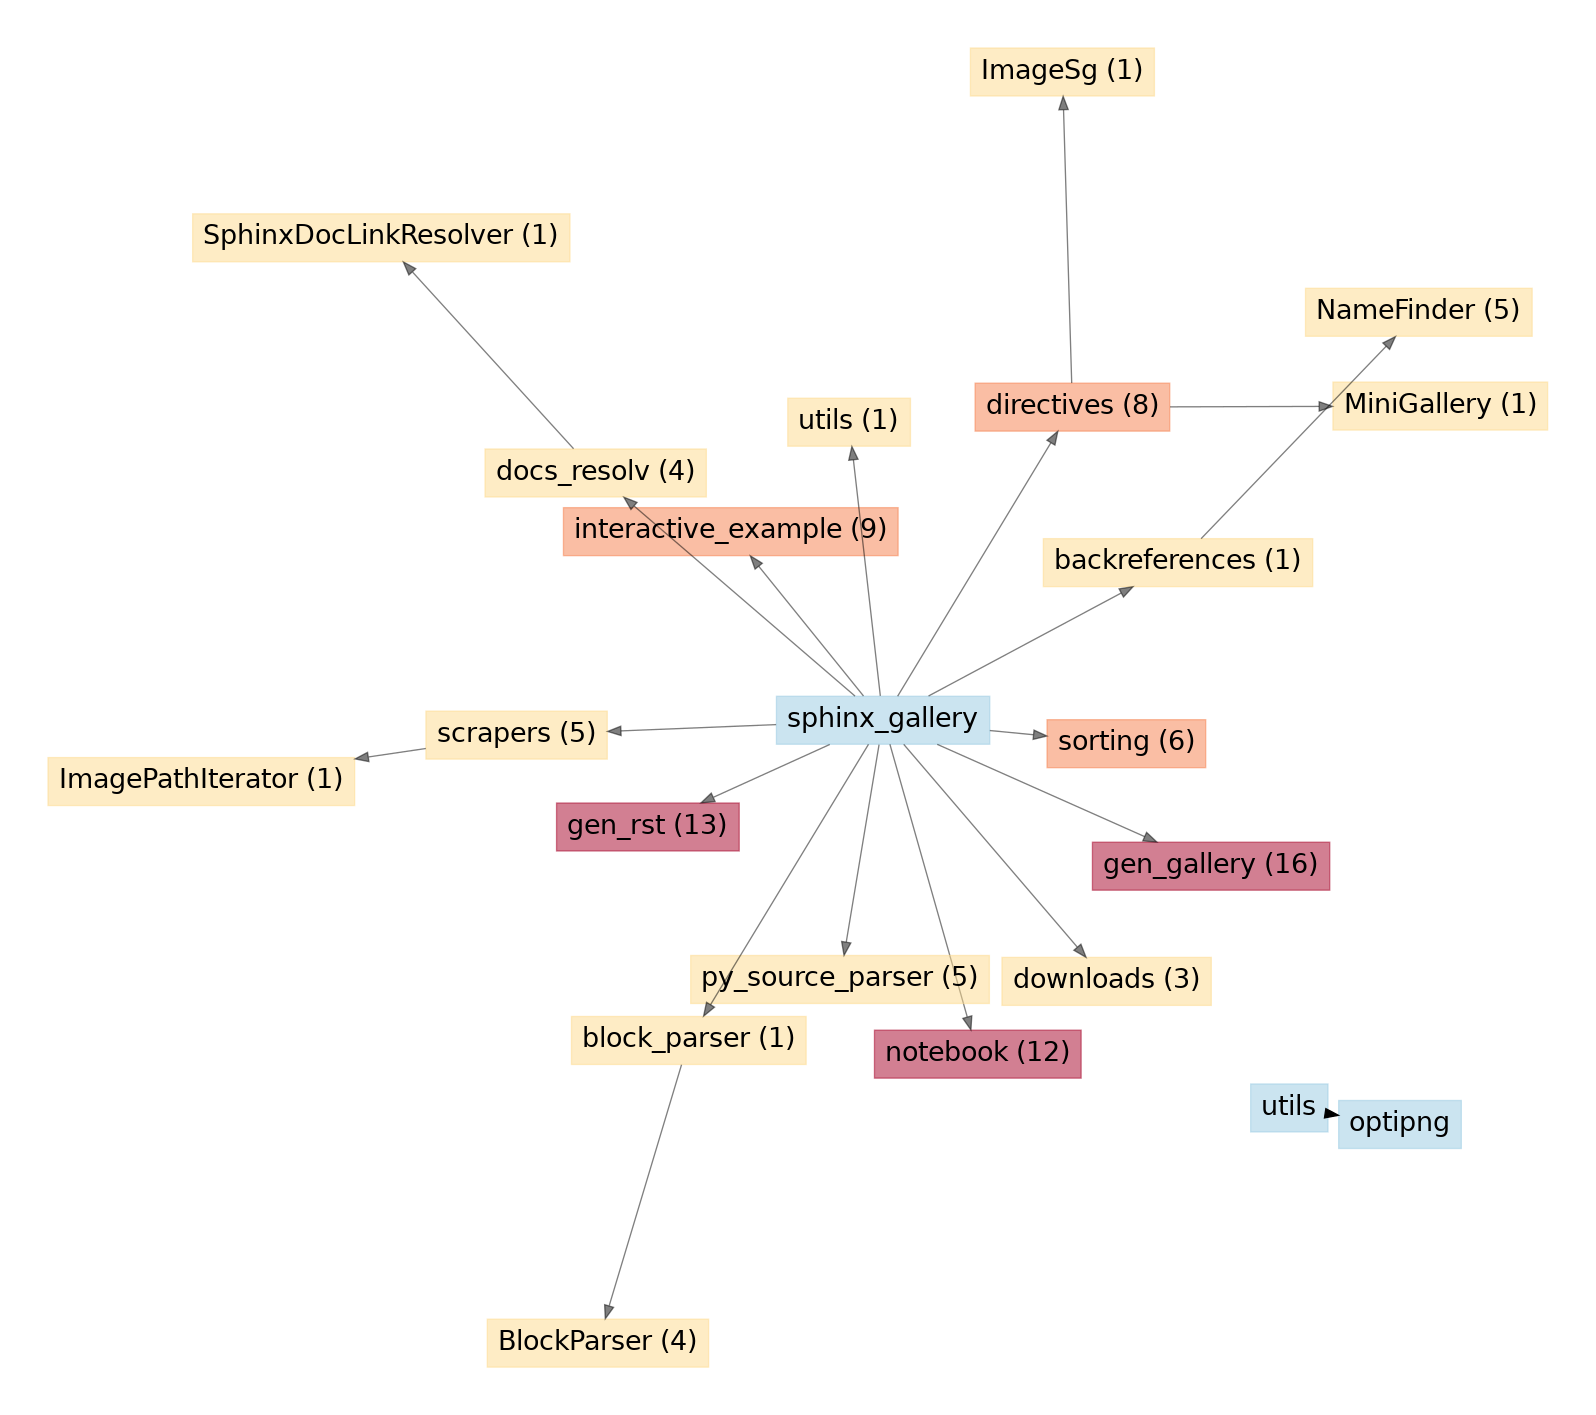 ImageSg (1)
SphinxDocLinkResolver (1)
NameFinder (5)
MiniGallery (1)
directives (8)
utils (1)
docs_resolv (4)
interactive_example (9)
backreferences (1)
sphinx_gallery
scrapers (5)
sorting (6)
ImagePathIterator (1)
gen_rst (13)
gen_gallery (16)
py_source_parser (5)
downloads (3)
block_parser (1)
notebook (12)
utils
optipng
BlockParser (4)